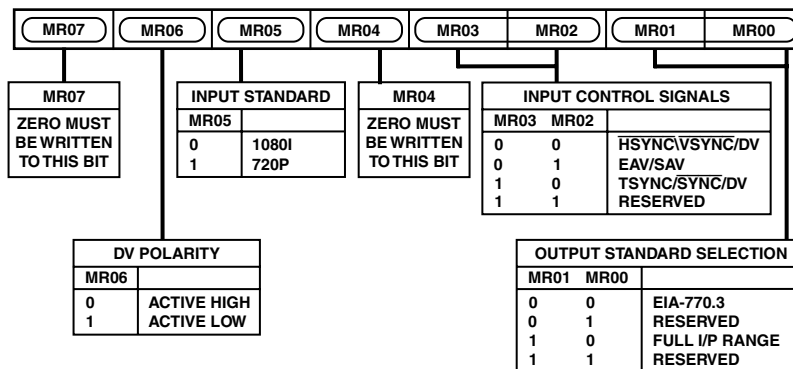 MR07 MR06 MR05 MR04 MR03 MR02 MR01 MR00
MR07
ZERO MUST
BE WRITTEN
TO THIS BIT
INPUT STANDARD
MR05
0 1080I
1 720P
MR04
ZERO MUST
BE WRITTEN
TO THIS BIT
INPUT CONTROL SIGNALS
MR03 MR02
0 0 HSYNC\VSYNC/DV
0 1 EAV/SAV
1 0 TSYNC/SYNC/DV
1 1 RESERVED
DV POLARITY
MR06
0 ACTIVE HIGH
1 ACTIVE LOW
OUTPUT STANDARD SELECTION
MR01 MR00
0 0 EIA-770.3
0 1 RESERVED
1 0 FULL I/P RANGE
1 1 RESERVED